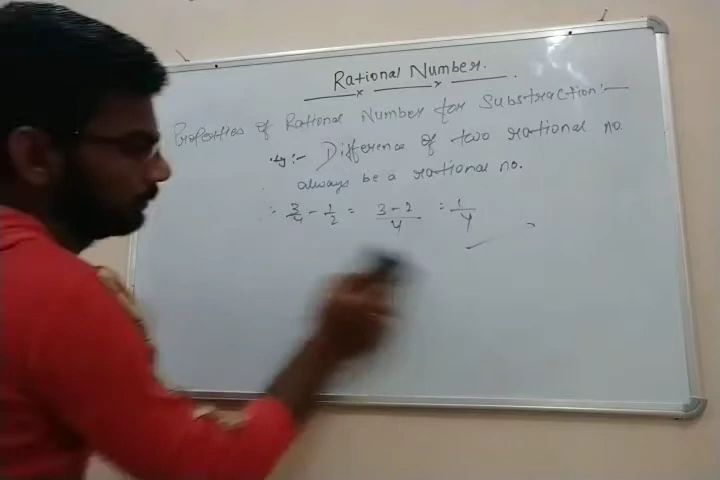 Rational Number.
Properties of Rational Number for Substraction:-
Difference of two rational no.
always be a rational no.
∴ 3/4 - 1/2 = 3-2/4 = 1/4